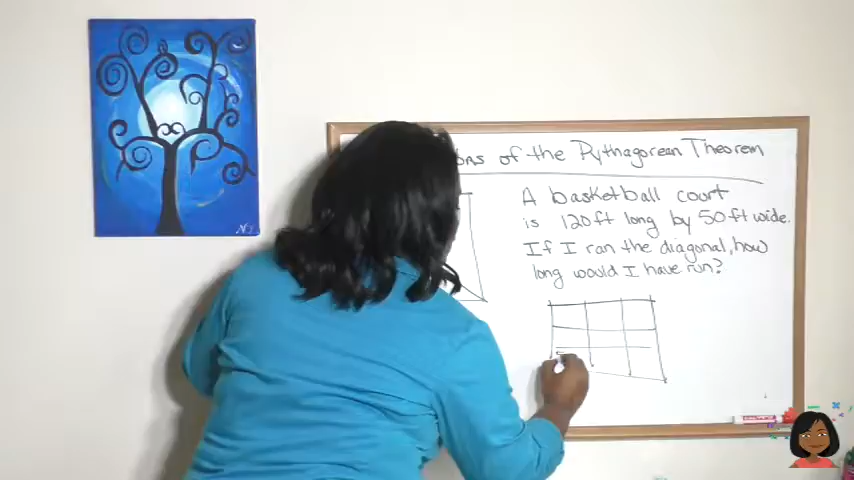 ons of the Pythagorean Theorem
A basketball court
is 120ft long by 50ft wide.
If I ran the diagonal, how
long would I have run?